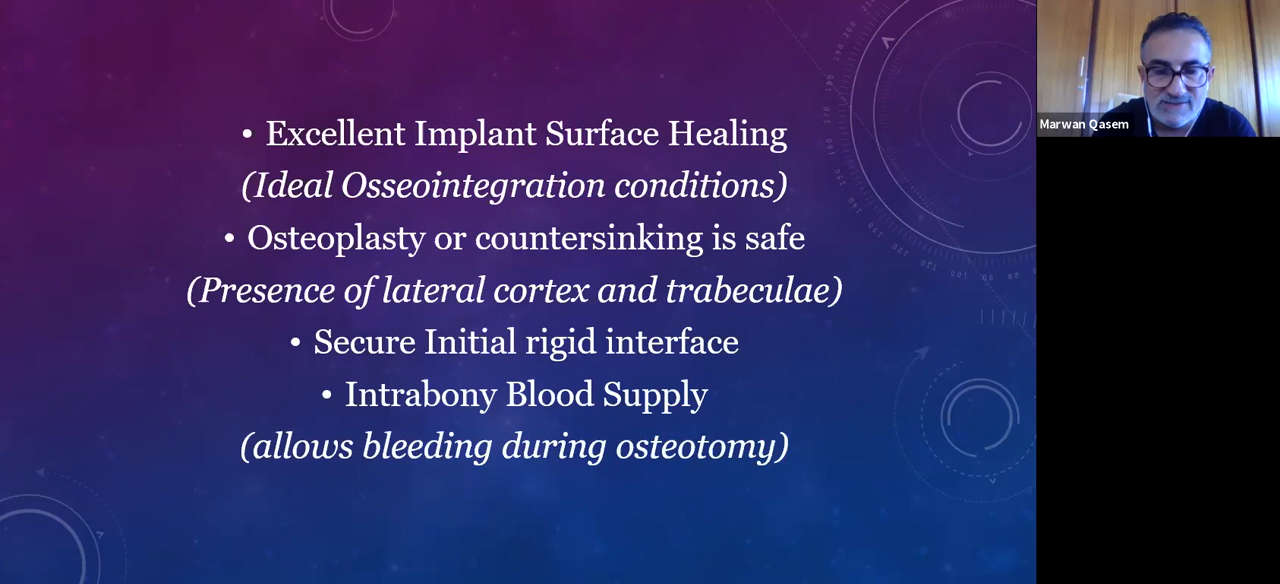 • Excellent Implant Surface Healing
(Ideal Osseointegration conditions)
• Osteoplasty or countersinking is safe
(Presence of lateral cortex and trabeculae)
• Secure Initial rigid interface
• Intrabony Blood Supply
(allows bleeding during osteotomy)
Marwan Qasem